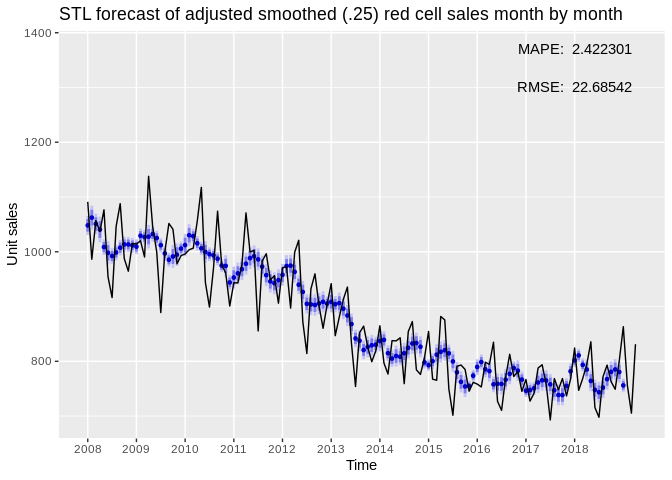 STL forecast of adjusted smoothed (.25) red cell sales month by month
1400
MAPE: 2.422301
RMSE: 22.68542
1200
1000
800
Unit sales
2008 2009 2010 2011 2012 2013 2014 2015 2016 2017 2018
Time